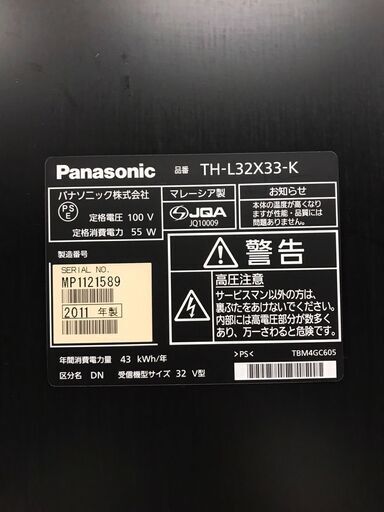 Panasonic 品番 TH-L32X33-K
パナソニック株式会社
マレーシア製
お知らせ
PS
E
定格電圧 100 V
定格消費電力 55 W
JQA
JQ10009
本体の温度が高くなり
ますが性能・品質には
問題ありません。
製造番号
SERIAL NO.
MP1121589
2011 年製
警告
高圧注意
サービスマン以外の方は、
裏ぶたをあけないでください。
内部には高電圧部分が数多く
あり、万一さわると危険です。
年間消費電力量 43 kWh/年
>PS<
TBM4GC605
区分名 DN 受信機型サイズ 32 V型